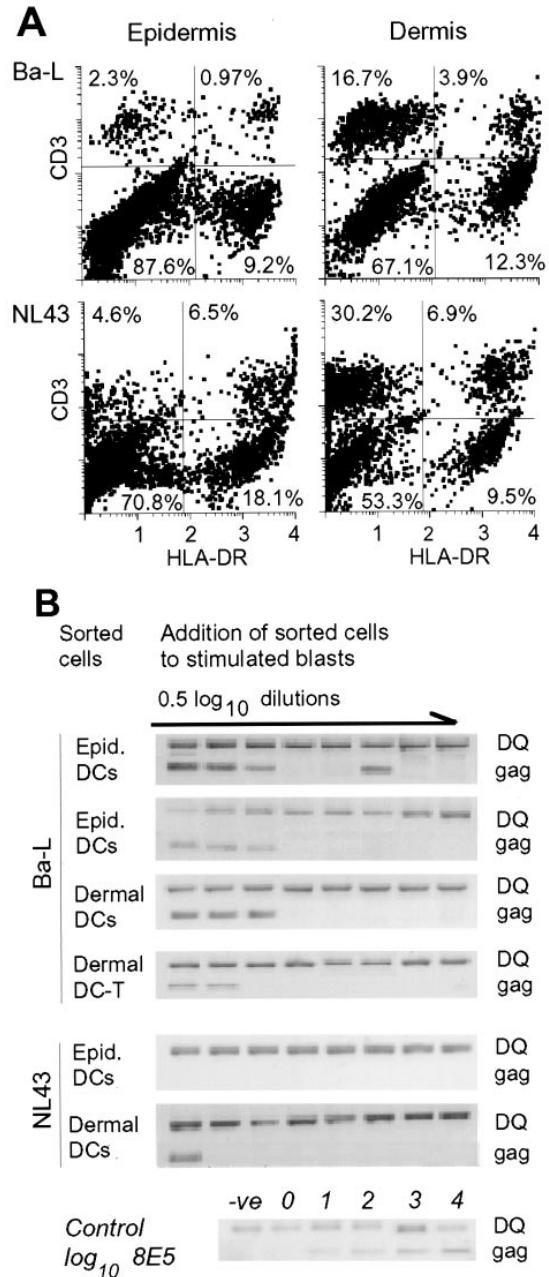 A
Epidermis Dermis
Ba-L
2.3% 0.97% 16.7% 3.9%
CD3 CD3
87.6% 9.2% 67.1% 12.3%
NL43
4.6% 6.5% 30.2% 6.9%
CD3 CD3
70.8% 18.1% 53.3% 9.5%
1 2 3 4 0 1 2 3 4
HLA-DR HLA-DR
B
Sorted cells
Addition of sorted cells
to stimulated blasts
0.5 log10 dilutions
Ba-L
Epid. DQ
DCs gag
Epid. DQ
DCs gag
Dermal DQ
DCs gag
Dermal DQ
DC-T gag
NL43
Epid. DQ
DCs gag
Dermal DQ
DCs gag
-ve 0 1 2 3 4
Control DQ
log10 8E5 gag